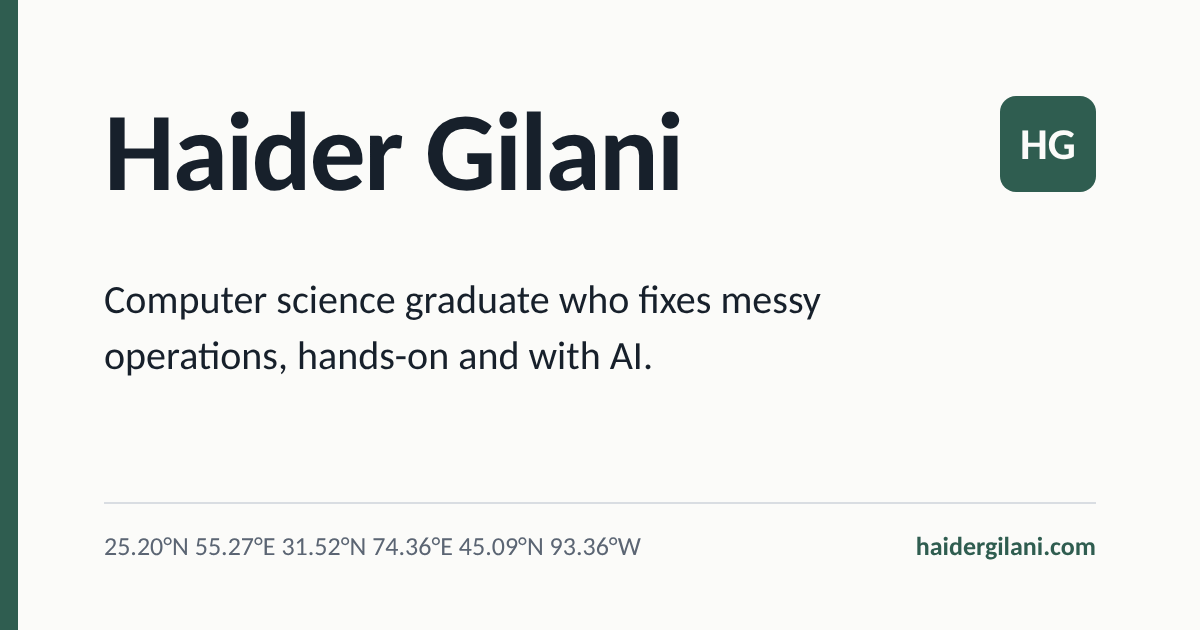 Haider Gilani
HG
Computer science graduate who fixes messy
operations, hands-on and with AI.
25.20°N 55.27°E 31.52°N 74.36°E 45.09°N 93.36°W
haidergilani.com